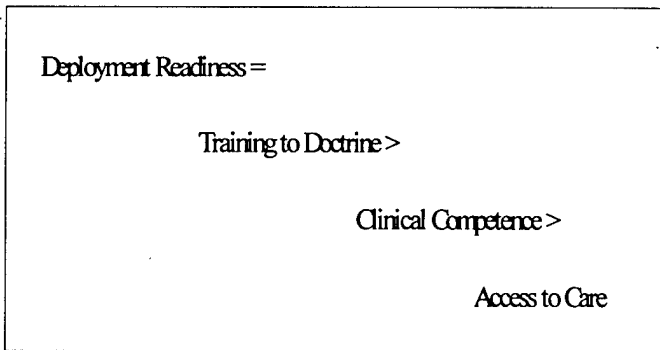 Deployment Readiness =
Training to Doctrine >
Clinical Competence >
Access to Care